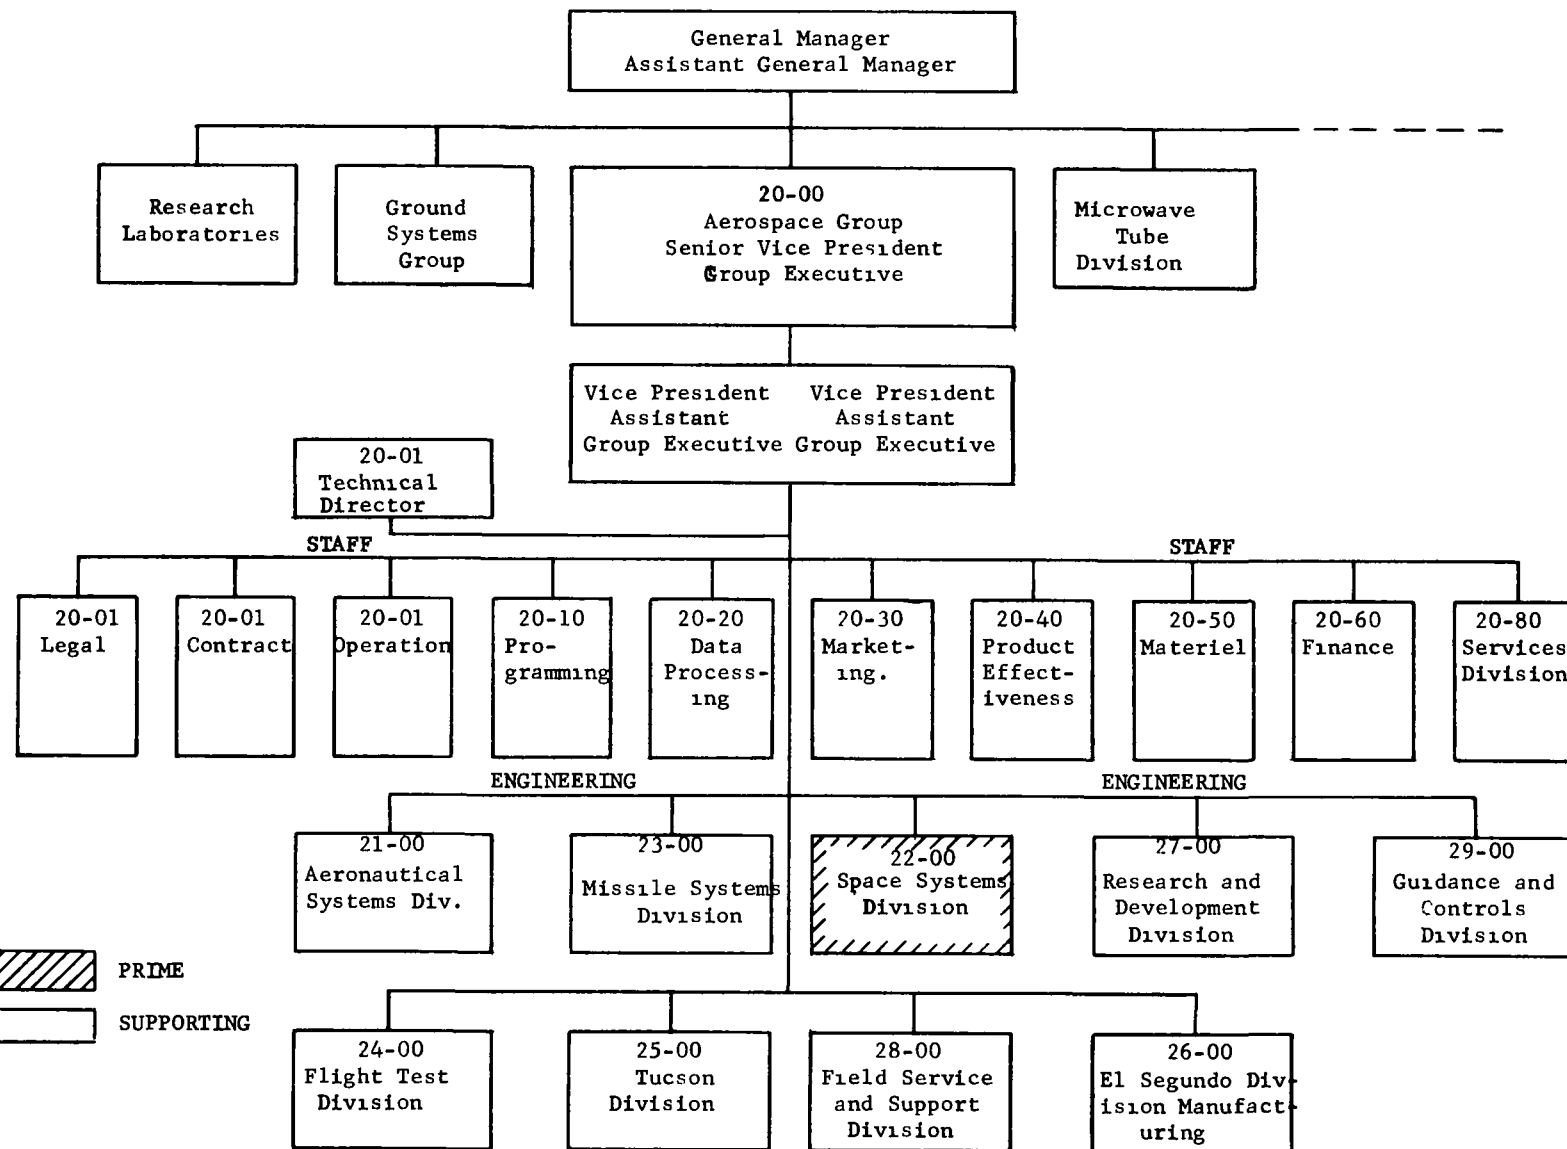 General Manager
Assistant General Manager
Research
Laboratories
Ground
Systems
Group
20-00
Aerospace Group
Senior Vice President
Group Executive
Microwave
Tube
Division
Vice President
Assistant
Group Executive
Vice President
Assistant
Group Executive
20-01
Technical
Director
STAFF
STAFF
20-01
Legal
20-01
Contract
20-01
Operation
20-10
Pro-
gramming
20-20
Data
Process-
ing
20-30
Market-
ing.
20-40
Product
Effect-
iveness
20-50
Materiel
20-60
Finance
20-80
Services
Division
ENGINEERING
ENGINEERING
21-00
Aeronautical
Systems Div.
23-00
Missile Systems
Division
22-00
Space Systems
Division
27-00
Research and
Development
Division
29-00
Guidance and
Controls
Division
PRIME
SUPPORTING
24-00
Flight Test
Division
25-00
Tucson
Division
28-00
Field Service
and Support
Division
26-00
El Segundo Div-
ision Manufact-
uring